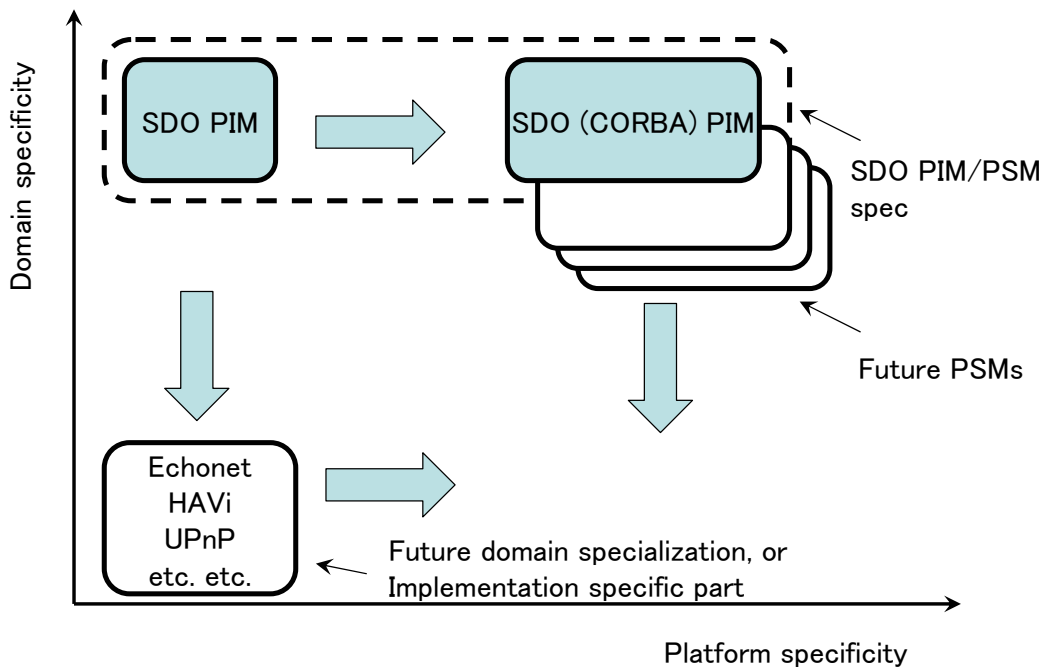 Domain specificity
SDO PIM
SDO (CORBA) PIM
SDO PIM/PSM
spec
Future PSMs
Echonet
HAVi
UPnP
etc. etc.
Future domain specialization, or
Implementation specific part
Platform specificity